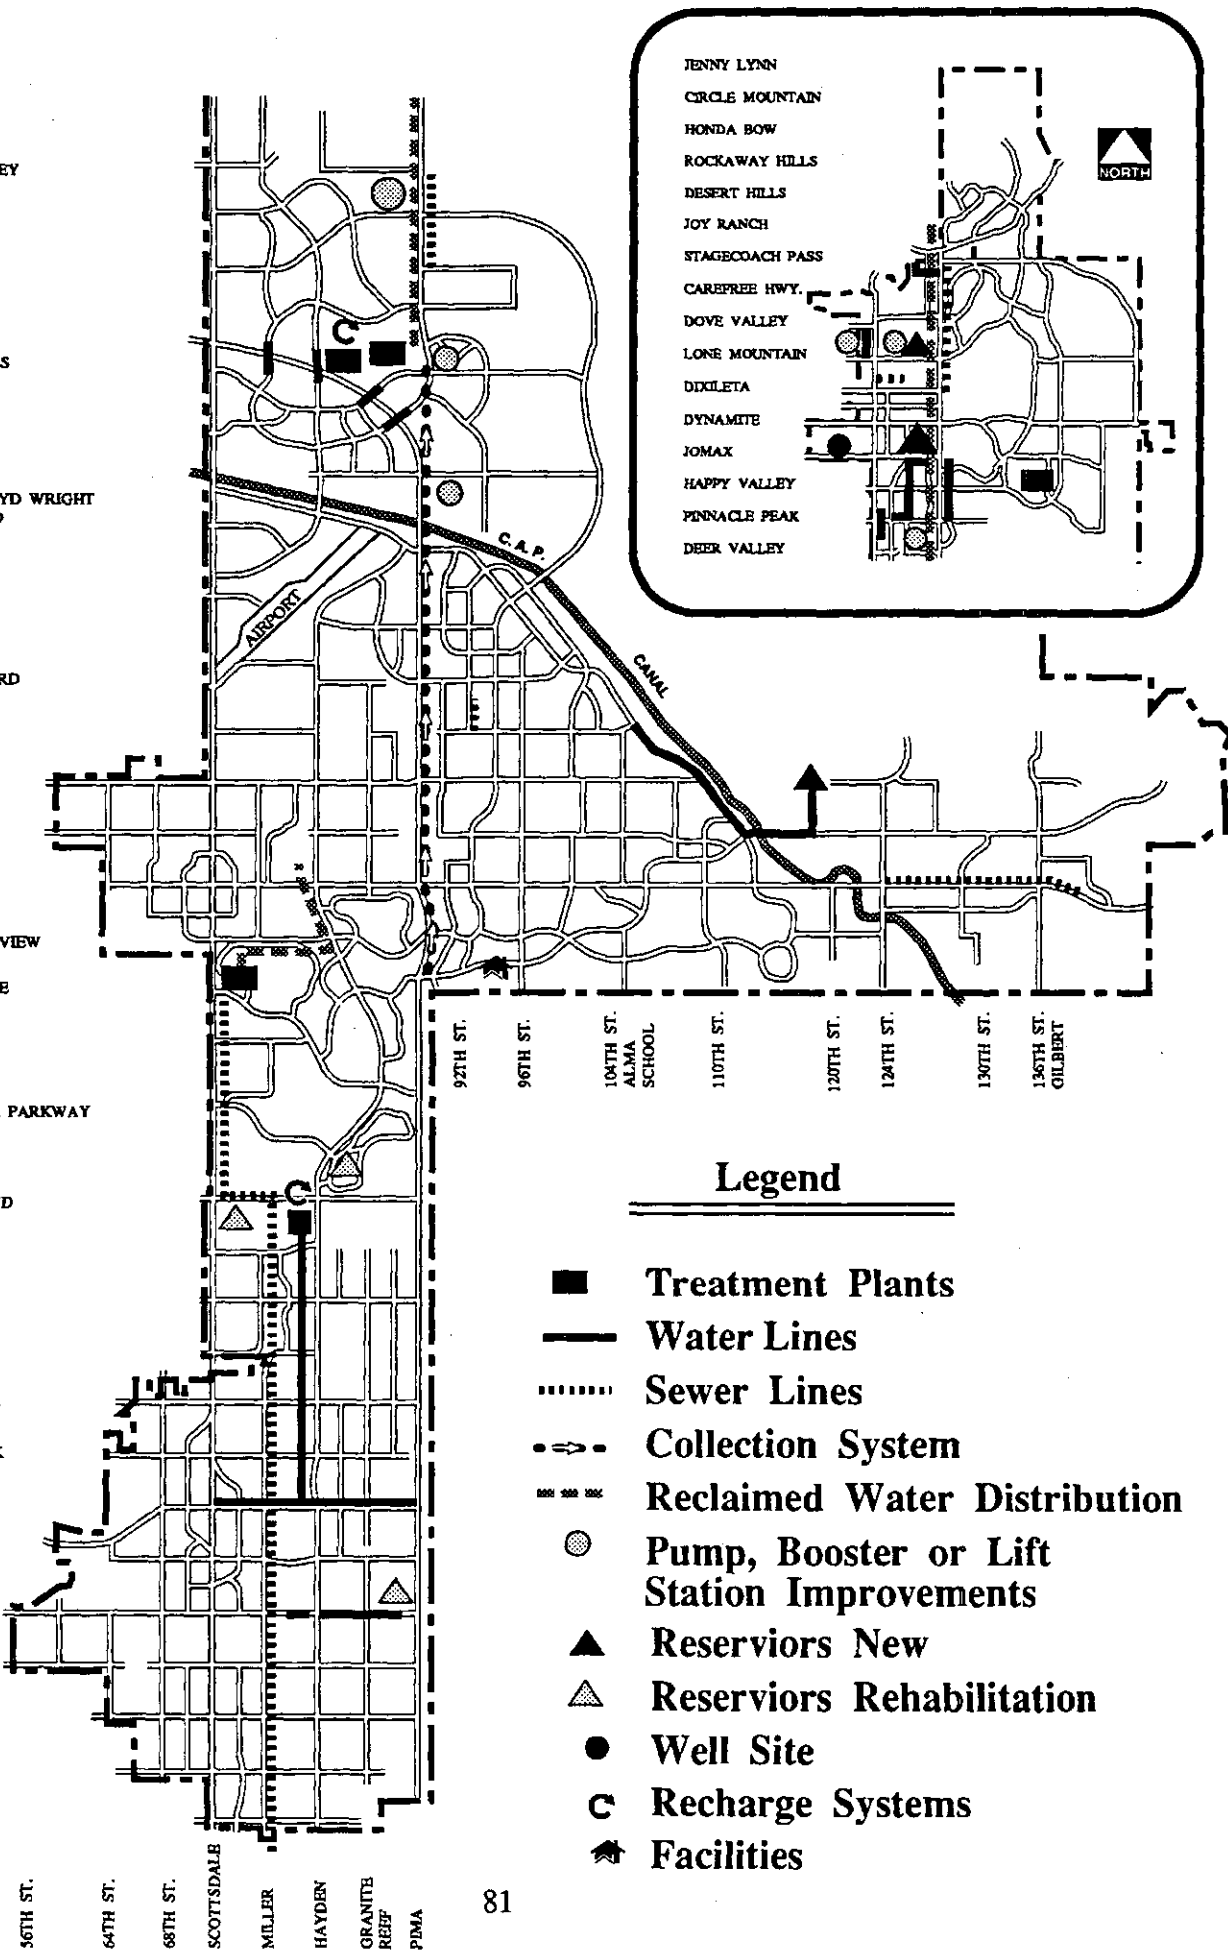 JENNY LYNN
CIRCLE MOUNTAIN
HONDA BOW
ROCKAWAY HILLS
DESERT HILLS
JOY RANCH
STAGECOACH PASS
CAREFREE HWY.
DOVE VALLEY
LONE MOUNTAIN
DIXILETA
DYNAMITE
JOMAX
HAPPY VALLEY
PINNACLE PEAK
DEER VALLEY
NORTH
EY
S
YD WRIGHT
C. A. P.
AIRPORT
CANAL
RD
VIEW
E
92TH ST.
96TH ST.
104TH ST.
ALMA
SCHOOL
110TH ST.
120TH ST.
124TH ST.
130TH ST.
136TH ST.
GILBERT
PARKWAY
D
K
Legend
Treatment Plants
Water Lines
Sewer Lines
Collection System
Reclaimed Water Distribution
Pump, Booster or Lift
Station Improvements
Reserviors New
Reserviors Rehabilitation
Well Site
Recharge Systems
Facilities
56TH ST.
64TH ST.
68TH ST.
SCOTTSDALE
MILLER
HAYDEN
GRANITE
REEF
PIMA
81